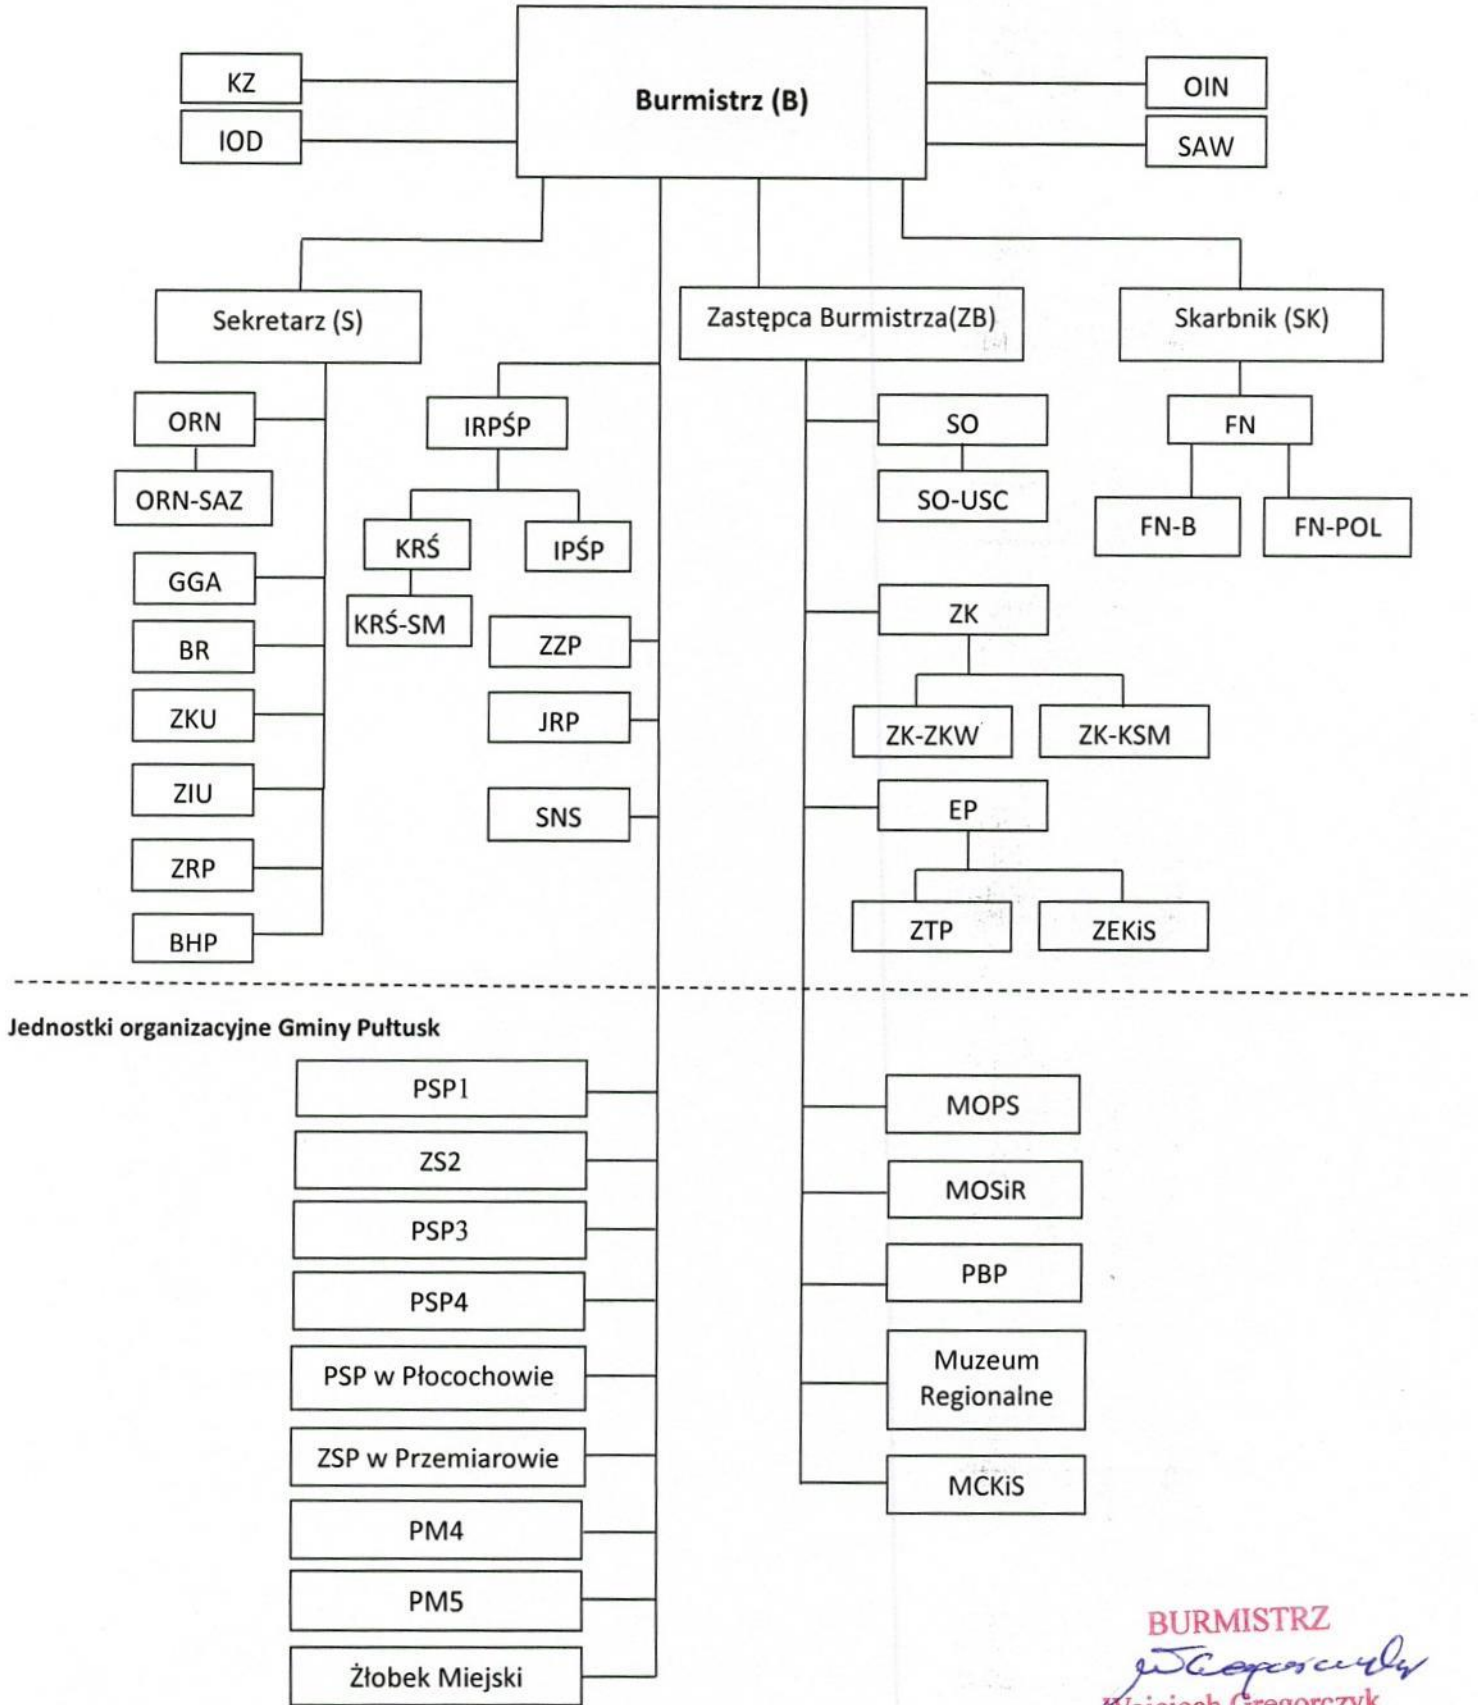 Burmistrz (B)
KZ
IOD
OIN
SAW
Sekretarz (S)
Zastępca Burmistrza(ZB)
Skarbnik (SK)
ORN
ORN-SAZ
GGA
BR
ZKU
ZIU
ZRP
BHP
IRPŚP
KRŚ
IPŚP
KRŚ-SM
ZZP
JRP
SNS
SO
SO-USC
ZK
ZK-ZKW
ZK-KSM
EP
ZTP
ZEKiS
FN
FN-B
FN-POL
Jednostki organizacyjne Gminy Pułtusk
PSP1
ZS2
PSP3
PSP4
PSP w Płocochowie
ZSP w Przemiarowie
PM4
PM5
Żłobek Miejski
MOPS
MOSiR
PBP
Muzeum
Regionalne
MCKiS
BURMISTRZ
Wojciech Gregorczyk